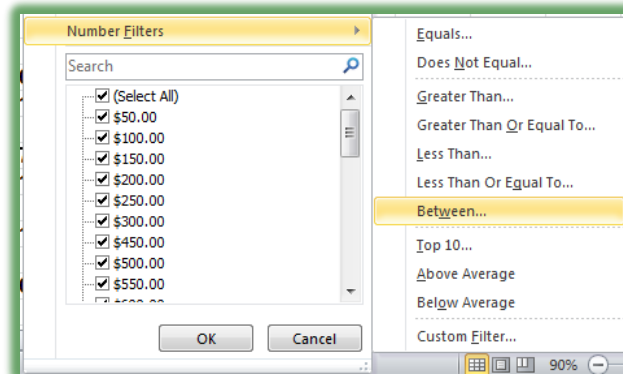 Number Filters
Search
(Select All)
$50.00
$100.00
$150.00
$200.00
$250.00
$300.00
$450.00
$500.00
$550.00
OK
Cancel
Equals...
Does Not Equal...
Greater Than...
Greater Than Or Equal To...
Less Than...
Less Than Or Equal To...
Between...
Top 10...
Above Average
Below Average
Custom Filter...
90%